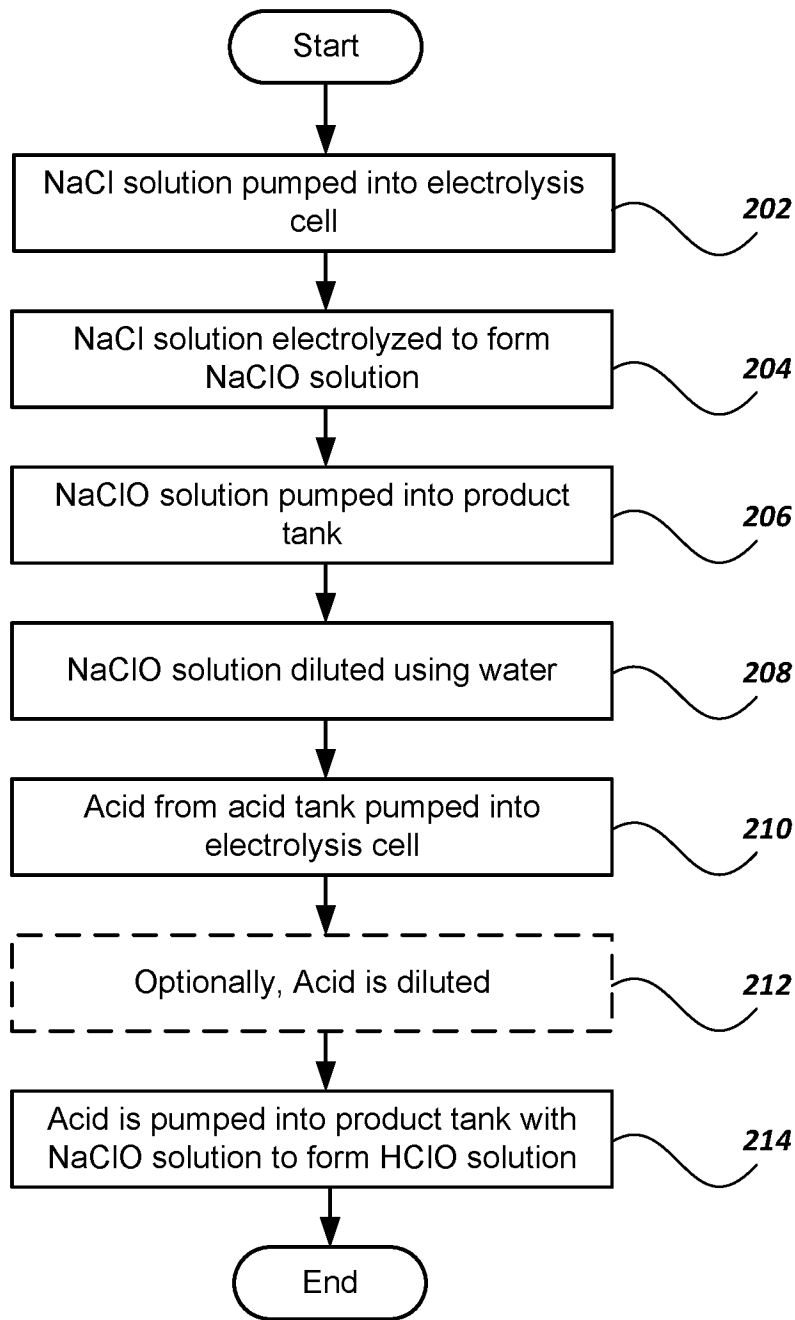 Start
NaCl solution pumped into electrolysis
cell
202
NaCl solution electrolyzed to form
NaClO solution
204
NaClO solution pumped into product
tank
206
NaClO solution diluted using water
208
Acid from acid tank pumped into
electrolysis cell
210
Optionally, Acid is diluted
212
Acid is pumped into product tank with
NaClO solution to form HClO solution
214
End